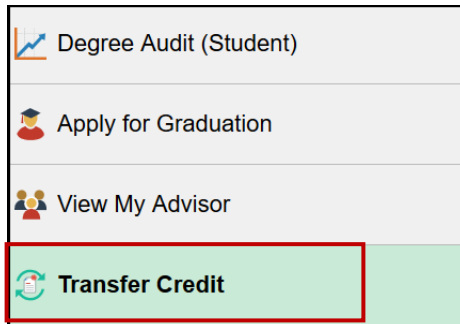 Degree Audit (Student)
Apply for Graduation
View My Advisor
Transfer Credit